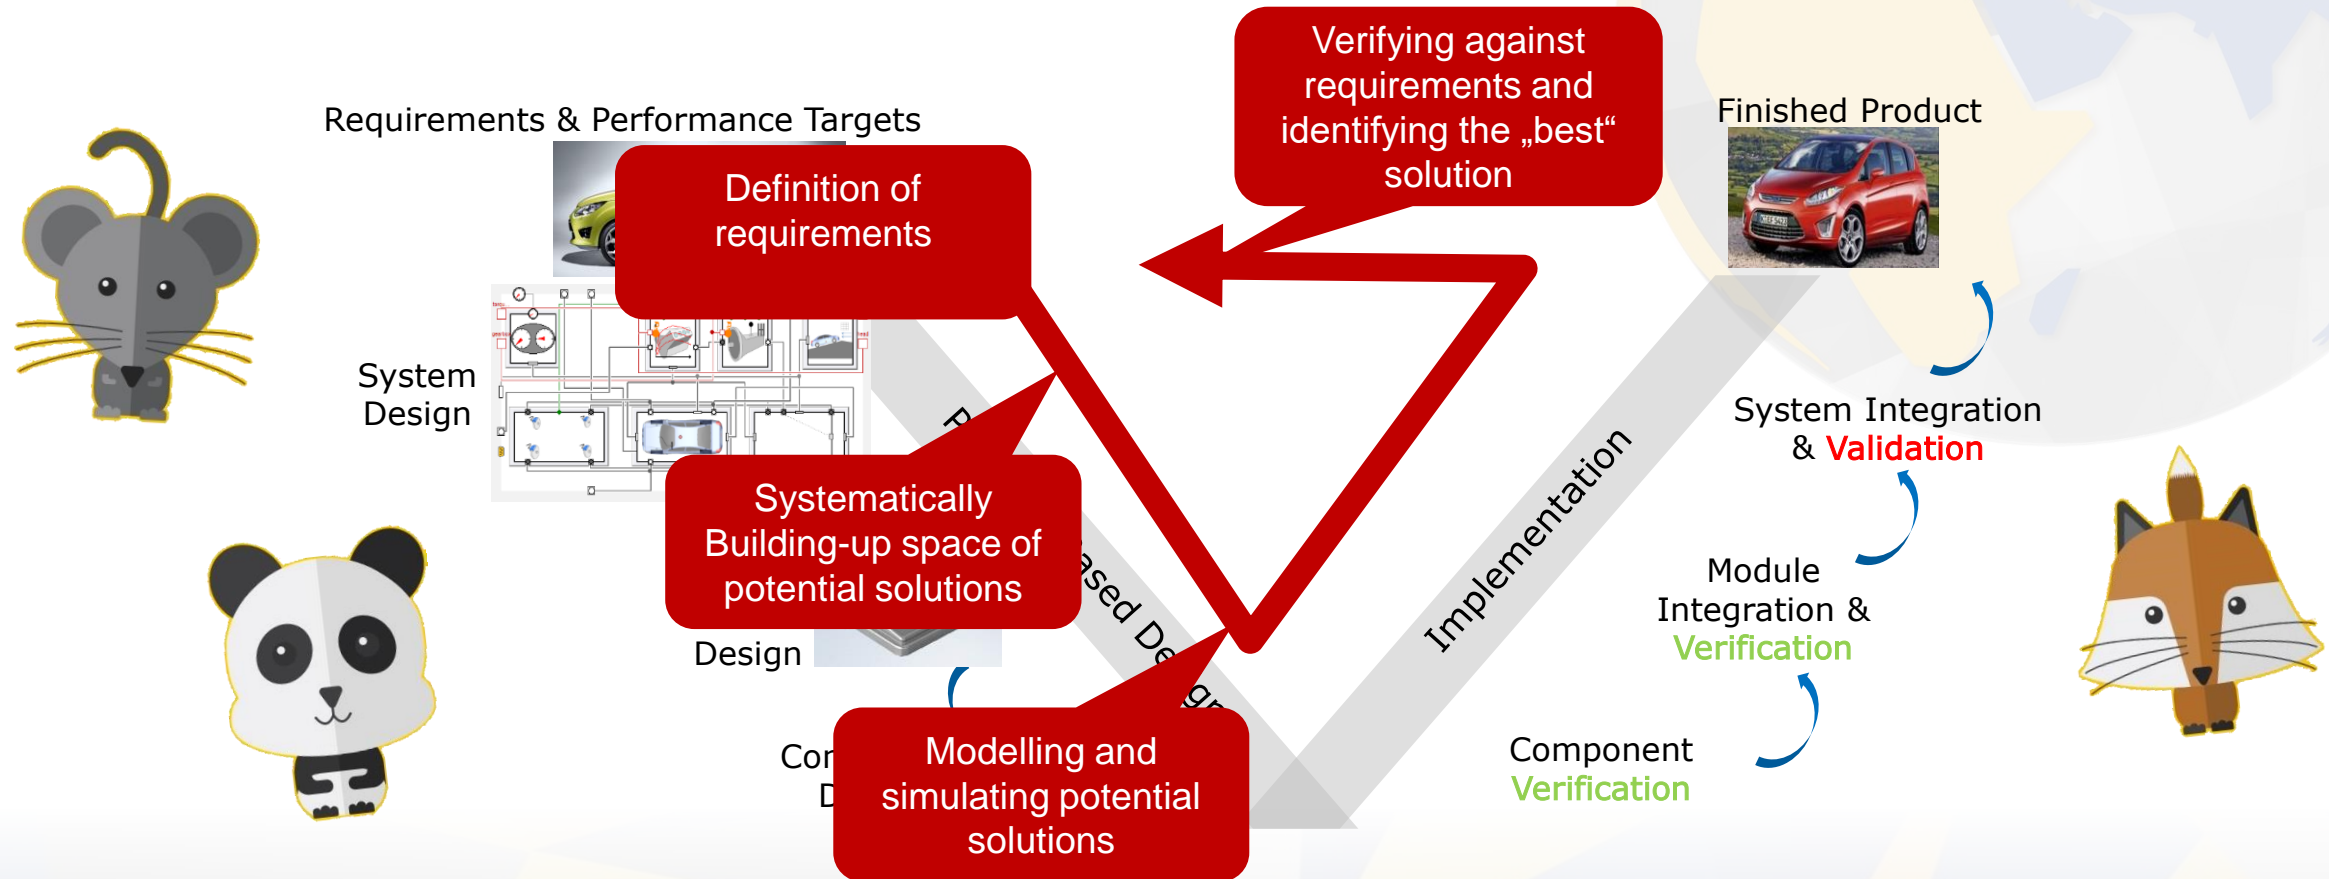 Requirements & Performance Targets
Definition of
requirements
Verifying against
requirements and
identifying the „best“
solution
Finished Product
System
Design
Systematically
Building-up space of
potential solutions
Design
Implementation
System Integration
& Validation
Module
Integration &
Verification
Modelling and
simulating potential
solutions
Component
Verification